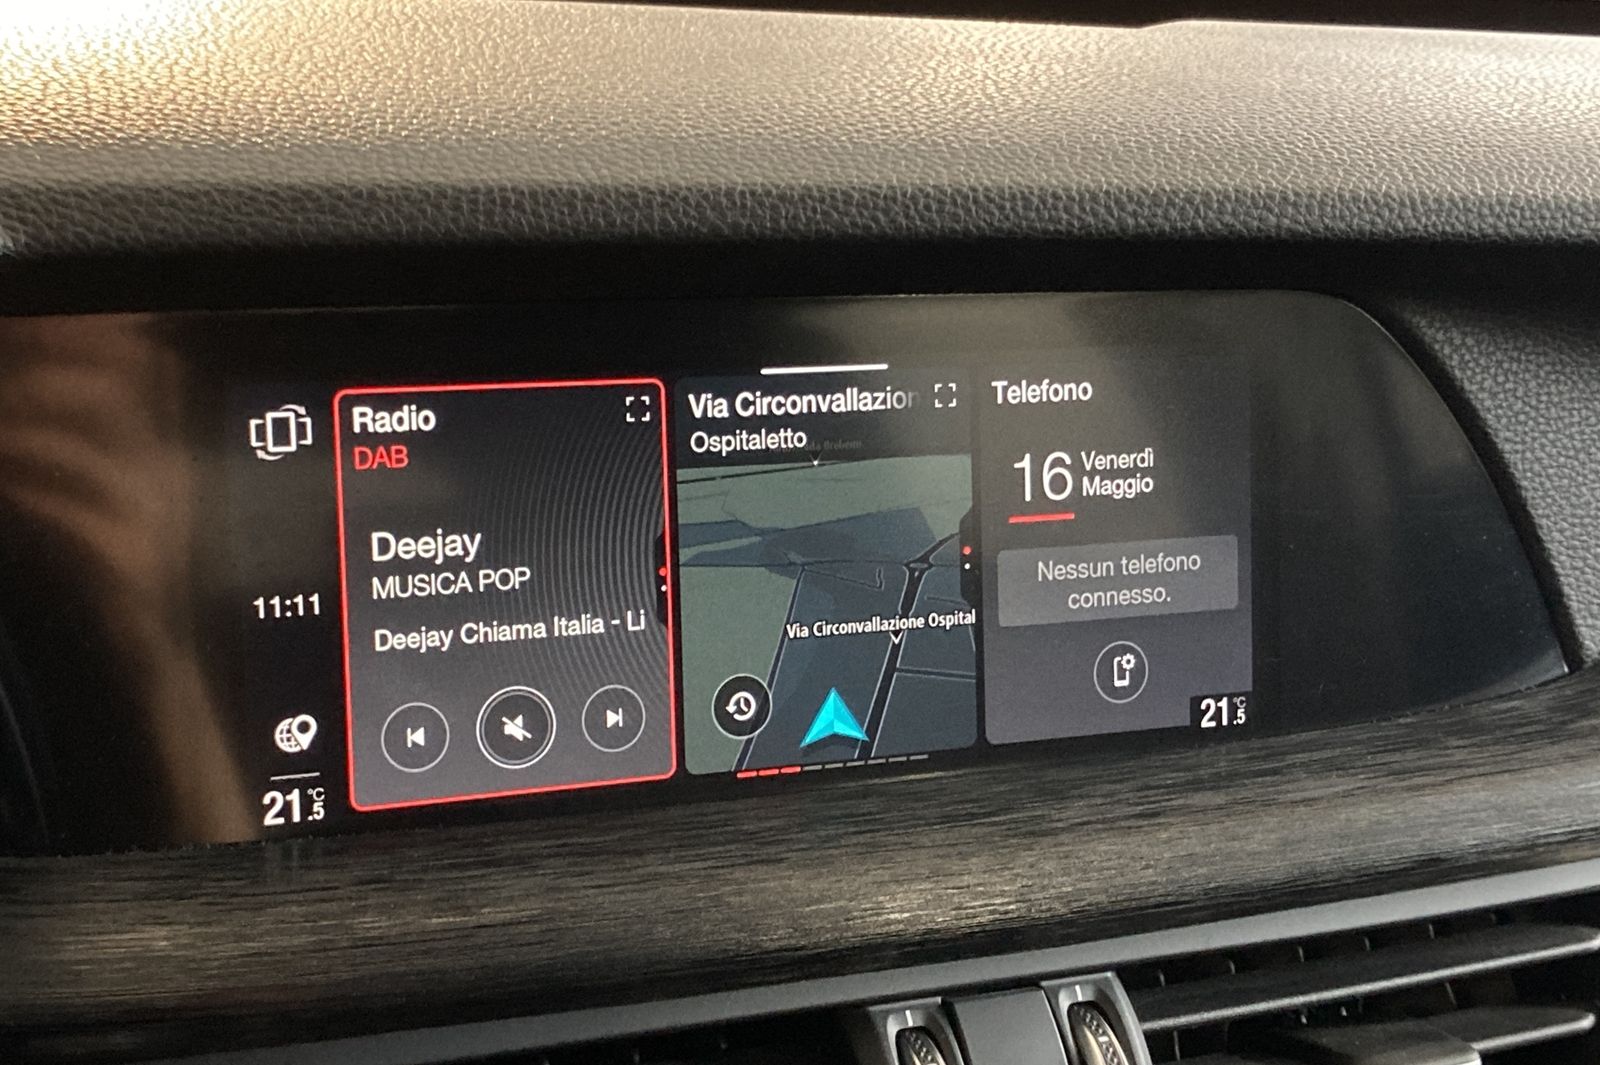 Radio
DAB
Deejay
MUSICA POP
Deejay Chiama Italia - Li
11:11
21.5 °C
Via Circonvallazion
Ospitaletto
Via Circonvallazione Ospital
Telefono
16 Venerdì
Maggio
Nessun telefono
connesso.
21.5 °C